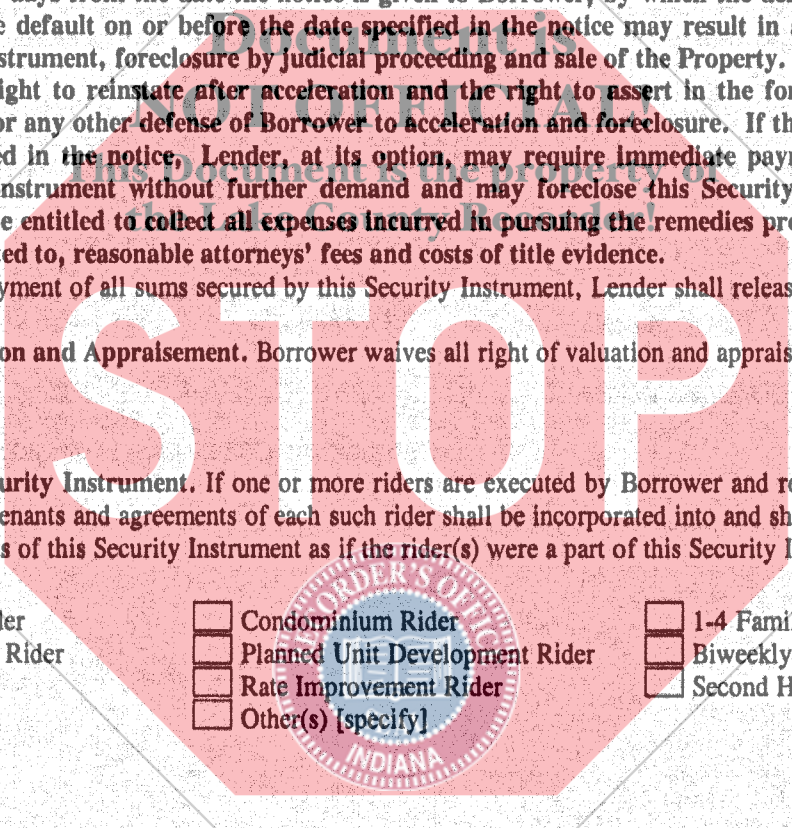 days from the date the notice is given to Borrower, by which the
default on or before the date specified in the notice may result in
strument, foreclosure by judicial proceeding and sale of the Property.
ight to reinstate after acceleration and the right to assert in the for
or any other defense of Borrower to acceleration and foreclosure. If th
ed in the notice, Lender, at its option, may require immediate paym
nstrument without further demand and may foreclose this Security
e entitled to collect all expenses incurred in pursuing the remedies pro
ted to, reasonable attorneys' fees and costs of title evidence.
yment of all sums secured by this Security Instrument, Lender shall releas
on and Appraisement. Borrower waives all right of valuation and apprais
urity Instrument. If one or more riders are executed by Borrower and re
enants and agreements of each such rider shall be incorporated into and sh
s of this Security Instrument as if the rider(s) were a part of this Security I
der
Rider
Condominium Rider
Planned Unit Development Rider
Rate Improvement Rider
Other(s) [specify]
1-4 Famil
Biweekly
Second H
Document is
NOT OFFICIAL!
This Document is the property of
the Lake County Recorder!
STOP
RECORDER'S OFFICE
INDIANA